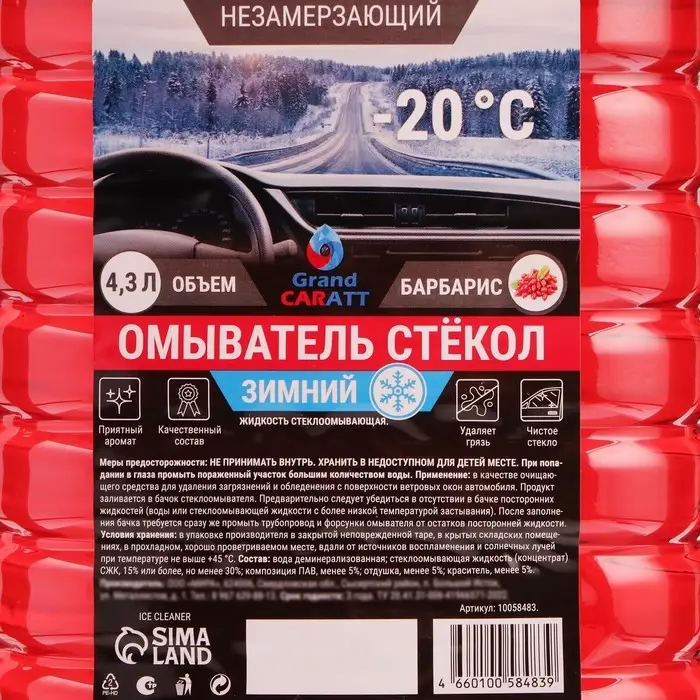 НЕЗАМЕРЗАЮЩИЙ
-20°C
4,3 Л
ОБЪЕМ
Grand
CARATT
БАРБАРИС
ОМЫВАТЕЛЬ СТЁКОЛ
ЗИМНИЙ
ЖИДКОСТЬ СТЕКЛООМЫВАЮЩАЯ.
Приятный
аромат
Качественный
состав
Удаляет
грязь
Чистое
стекло
Меры предосторожности: НЕ ПРИНИМАТЬ ВНУТРЬ. ХРАНИТЬ В НЕДОСТУПНОМ ДЛЯ ДЕТЕЙ МЕСТЕ. При попа-
дании в глаза промыть пораженный участок большим количеством воды. Применение: в качестве очищаю-
щего средства для удаления загрязнений и обледенения с поверхности ветровых окон автомобиля. Продукт
заливается в бачок стеклоомывателя. Предварительно следует убедиться в отсутствии в бачке посторонних
жидкостей (воды или стеклоомывающей жидкости с более низкой температурой застывания). После заполне-
ния бачка требуется сразу же промыть трубопровод и форсунки омывателя от остатков посторонней жидкости.
Условия хранения: в упаковке производителя в закрытой неповрежденной таре, в крытых складских помеще-
ниях, в прохладном, хорошо проветриваемом месте, вдали от источников воспламенения и солнечных лучей
при температуре не выше +45 °C. Состав: вода деминерализованная; стеклоомывающая жидкость (концентрат)
СЖК, 15% или более, но менее 30%; композиция ПАВ, менее 5%; отдушка, менее 5%; краситель, менее 5%.
Артикул: 10058483.
ICE CLEANER
SIMA
LAND
2
PE-HD
4 660100 584839